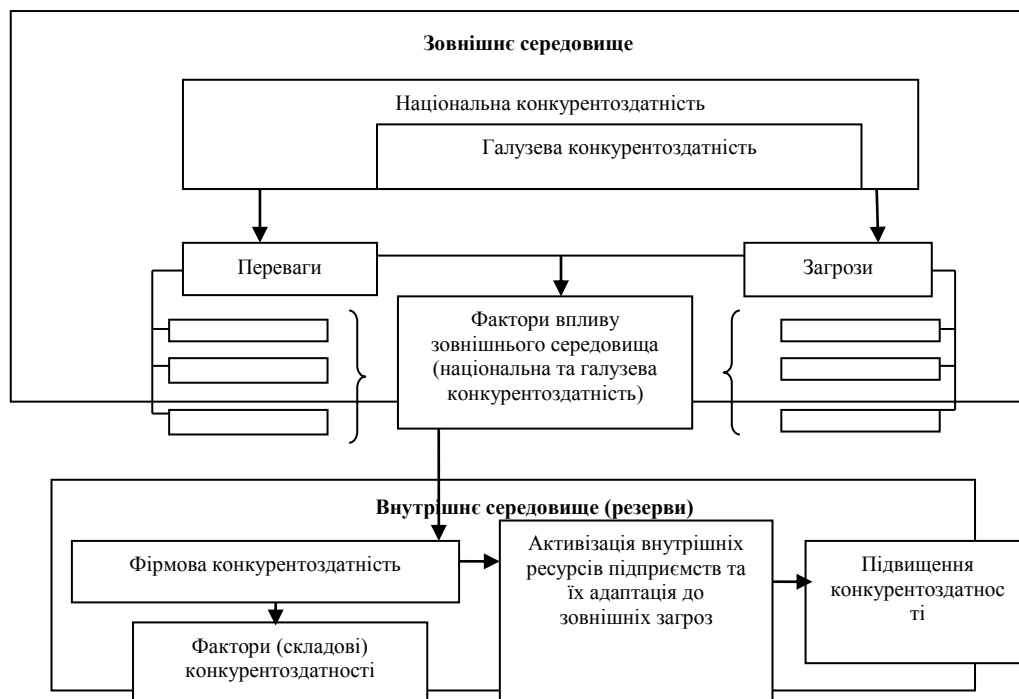 Зовнішнє середовище
Національна конкурентоздатність
Галузева конкурентоздатність
Переваги
Загрози
Фактори впливу
зовнішнього середовища
(національна та галузева
конкурентоздатність)
Внутрішнє середовище (резерви)
Фірмова конкурентоздатність
Активізація внутрішніх
ресурсів підприємств та
їх адаптація до
зовнішніх загроз
Підвищення
конкурентоздатнос
ті
Фактори (складові)
конкурентоздатності